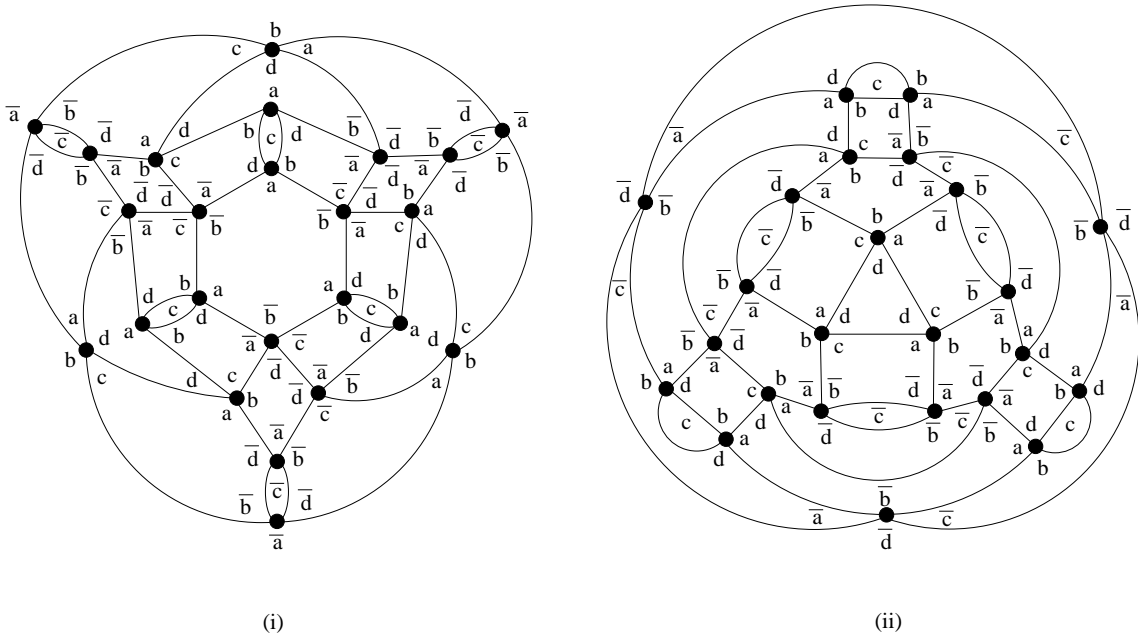 b
c a
d
a
a̅ b̅ d̅ a̅
c̅ d̅ b c d b̅ d̅ c̅
d̅ a d a̅ b̅
b̅ a̅ b c d b a̅ d̅ d̅
a
d̅ d̅ a̅ c̅ d̅ b
c̅ b̅ a̅ c̅ b̅ b̅ a̅ c a
d
d b a a d b
a c d b c a
b d
a d b̅ c d
b c a̅ c̅ b
d c d̅ a̅ b̅ a
a b d̅ c̅
d̅ a̅ b̅
b̅ c̅ d̅
a̅
(i)
d c b
a b d a
a̅ c b̅ c̅
a b a̅ d̅ c̅
d̅ a̅ b̅
d̅ b̅ b̅ d̅ b̅ d̅
c̅ b c a d̅ c̅
b̅ d̅ d b̅ d̅
c̅ a̅ a d c a̅ a̅
b c d a b a
c̅ b̅ d̅ b d
a̅ b̅ d̅ a̅ d̅ c a
b d b c a̅ b d
c b a d d̅ c̅ b̅ c̅ b̅ d a c
d a b
b̅
a̅ c̅
d̅
(ii)